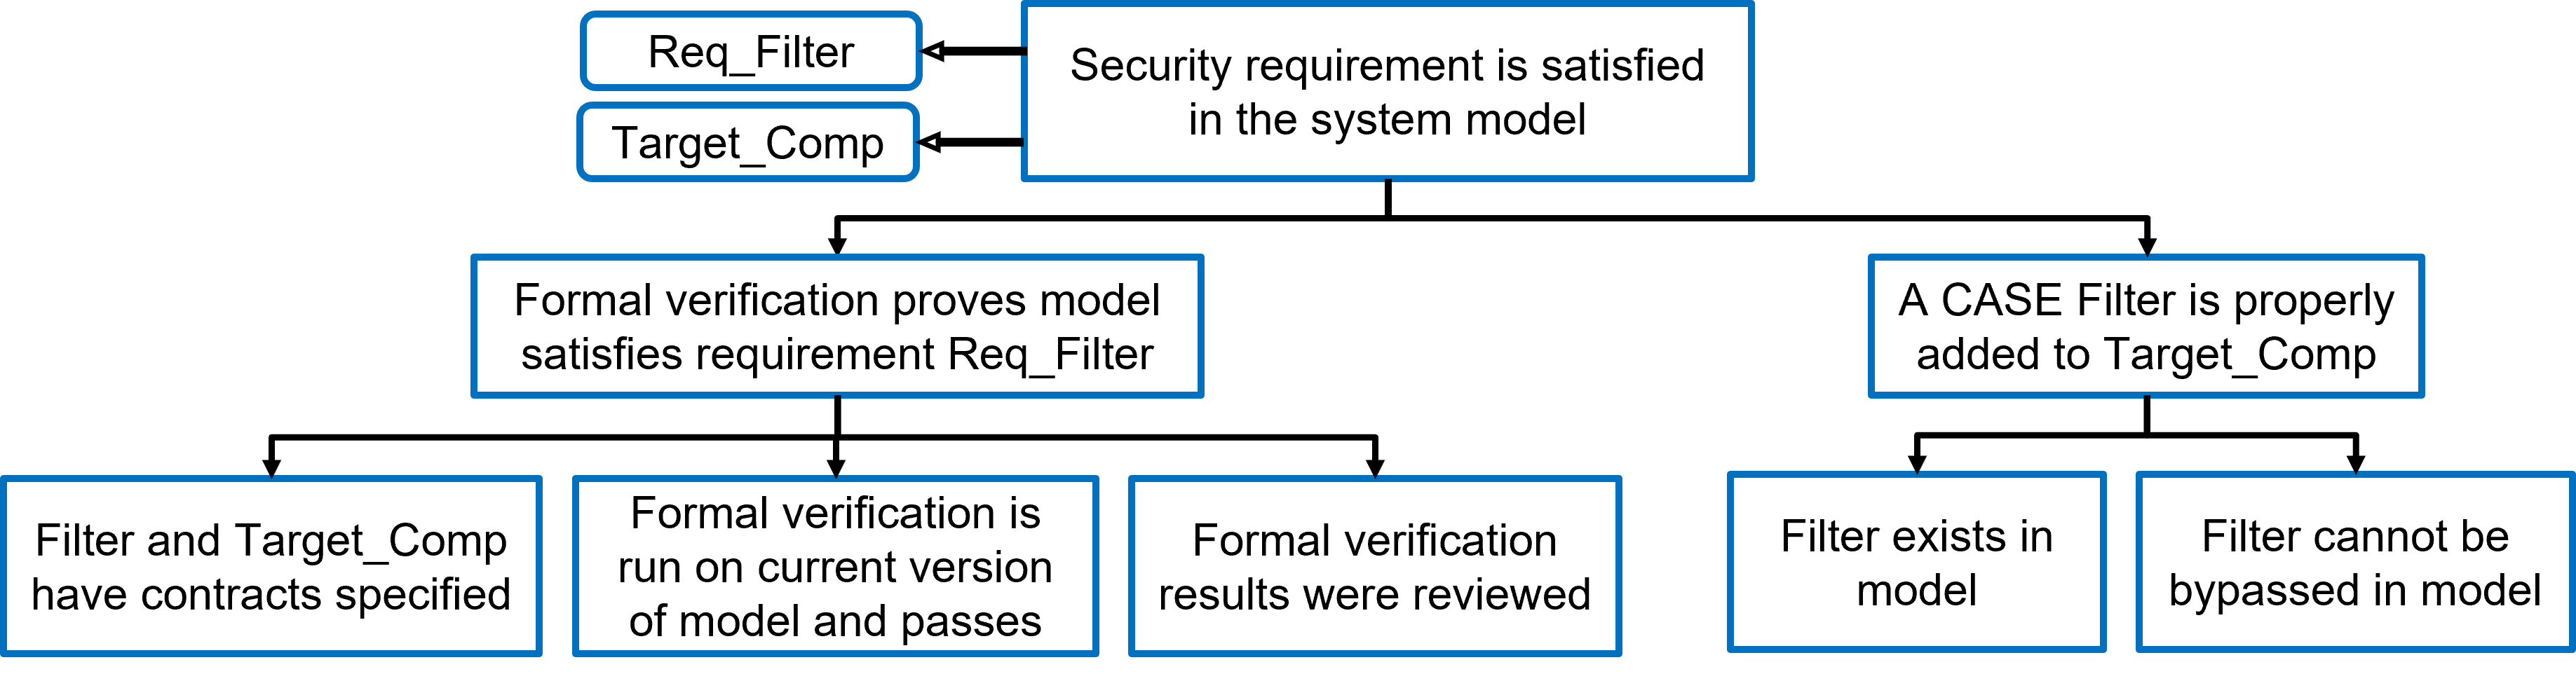 Req_Filter
Target_Comp
Security requirement is satisfied
in the system model
Formal verification proves model
satisfies requirement Req_Filter
A CASE Filter is properly
added to Target_Comp
Filter and Target_Comp
have contracts specified
Formal verification is
run on current version
of model and passes
Formal verification
results were reviewed
Filter exists in
model
Filter cannot be
bypassed in model